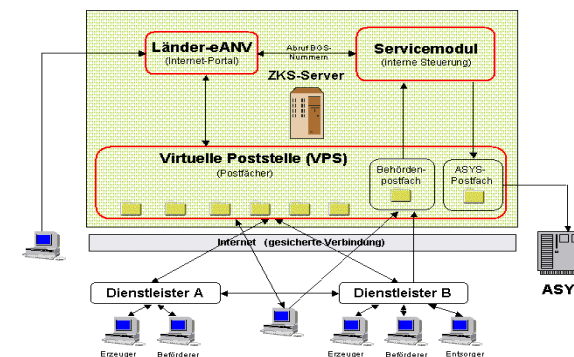 Länder-eANV
(Internet-Portal)
Abruf BGS-
Nummern
Servicemodul
(interne Steuerung)
ZKS-Server
Virtuelle Poststelle (VPS)
(Postfächer)
Behörden-
postfach
ASYS-
Postfach
Internet (gesicherte Verbindung)
ASY
Dienstleister A
Dienstleister B
Erzeuger
Beförderer
Erzeuger
Beförderer
Entsorger